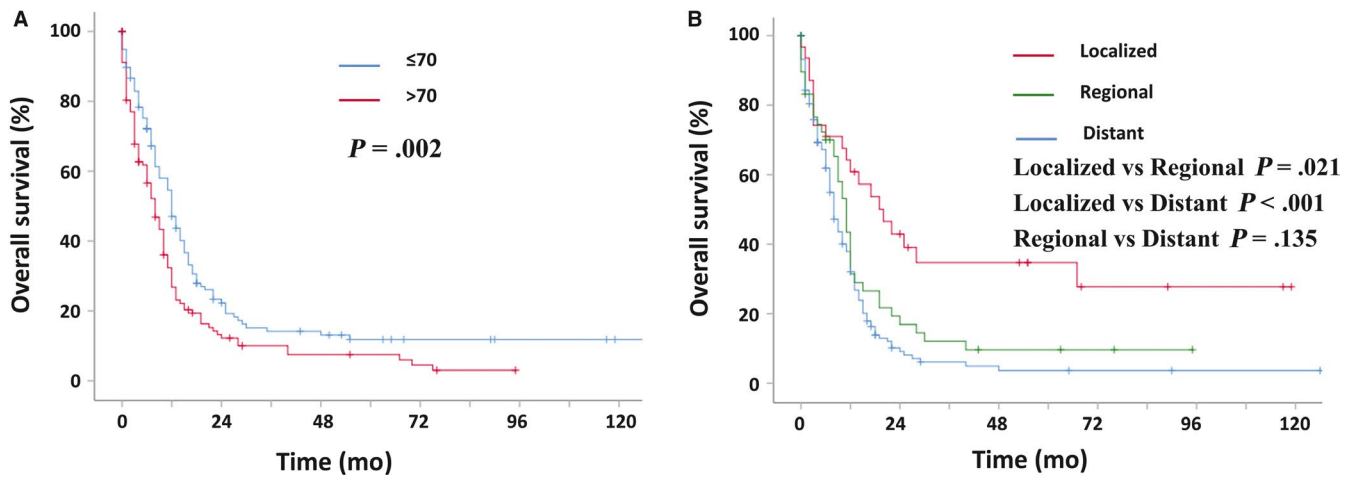 A
Overall survival (%)
100
80
60
40
20
0
≤70
>70
P = .002
0 24 48 72 96 120
Time (mo)
B
Overall survival (%)
100
80
60
40
20
0
Localized
Regional
Distant
Localized vs Regional P = .021
Localized vs Distant P < .001
Regional vs Distant P = .135
0 24 48 72 96 120
Time (mo)